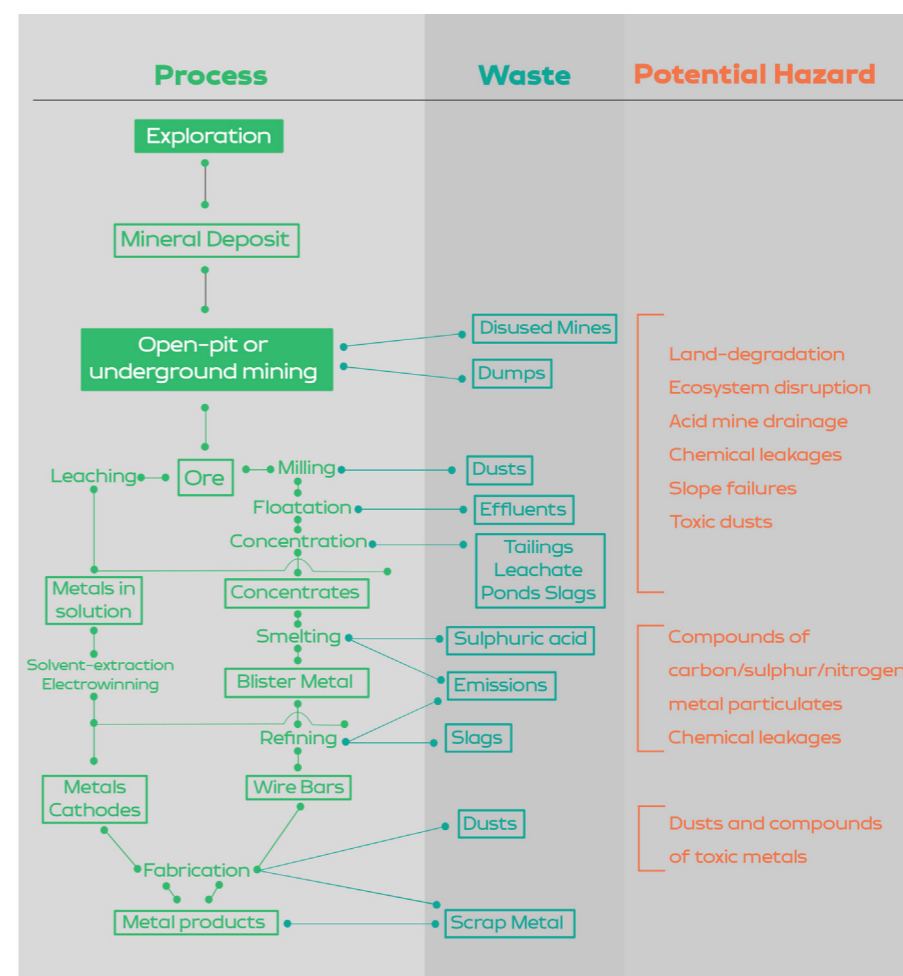 Process
Waste
Potential Hazard
Exploration
Mineral Deposit
Open-pit or
underground mining
Disused Mines
Dumps
Land-degradation
Ecosystem disruption
Acid mine drainage
Chemical leakages
Slope failures
Toxic dusts
Leaching
Ore
Milling
Dusts
Floatation
Effluents
Concentration
Tailings
Leachate
Ponds Slags
Metals in
solution
Concentrates
Smelting
Sulphuric acid
Compounds of
carbon/sulphur/nitrogen
metal particulates
Chemical leakages
Solvent-extraction
Electrowinning
Blister Metal
Emissions
Refining
Slags
Metals
Cathodes
Wire Bars
Dusts
Dusts and compounds
of toxic metals
Fabrication
Metal products
Scrap Metal